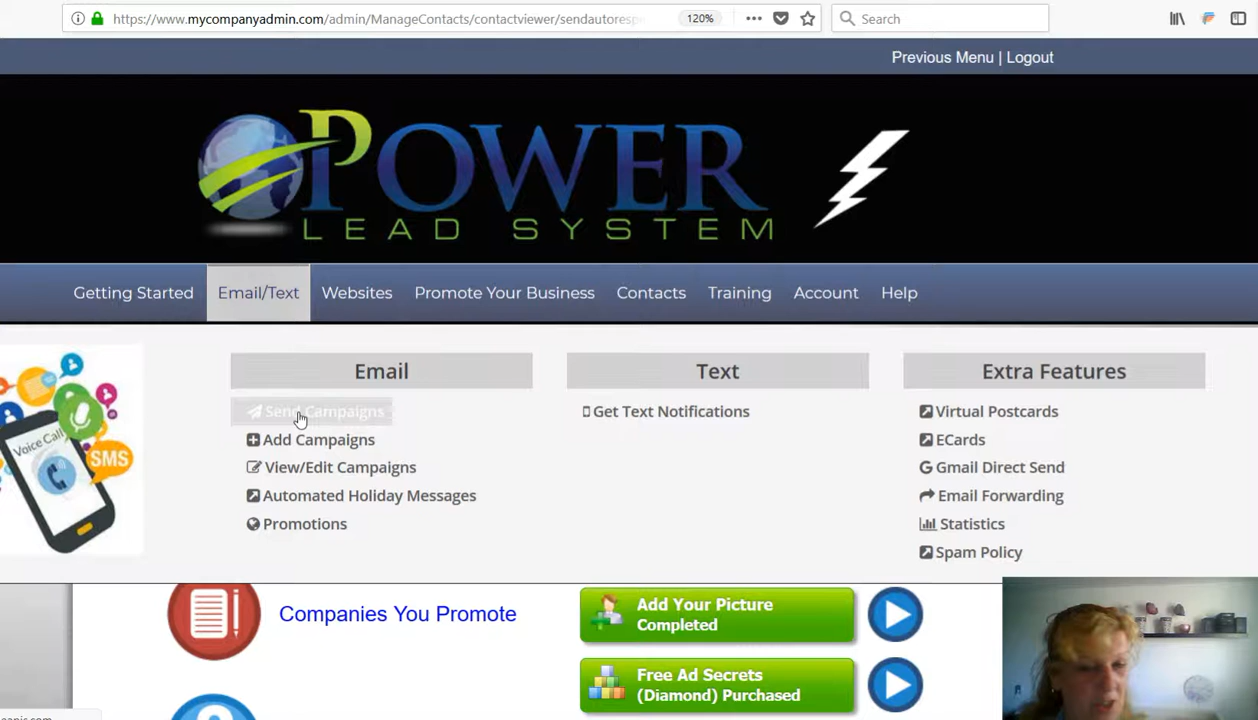 https://www.mycompanyadmin.com/admin/ManageContacts/contactviewer/sendautorespo
120%
Search
Previous Menu | Logout
POWER
LEAD SYSTEM
Getting Started
Email/Text
Websites
Promote Your Business
Contacts
Training
Account
Help
Voice Call
SMS
Email
Send Campaigns
Add Campaigns
View/Edit Campaigns
Automated Holiday Messages
Promotions
Text
Get Text Notifications
Extra Features
Virtual Postcards
ECards
Gmail Direct Send
Email Forwarding
Statistics
Spam Policy
Companies You Promote
Add Your Picture
Completed
Free Ad Secrets
(Diamond) Purchased